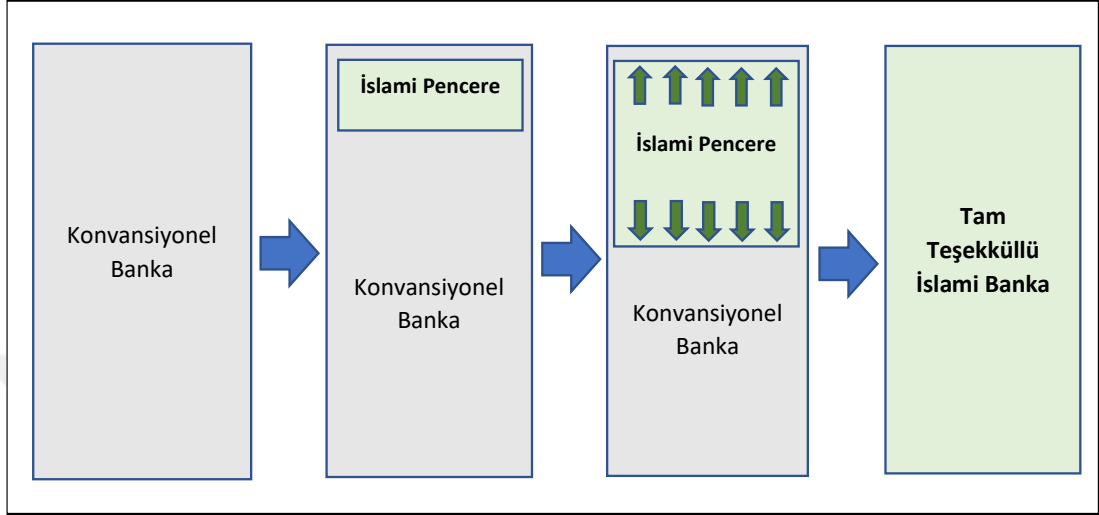 Konvansiyonel
Banka
İslami Pencere
Konvansiyonel
Banka
İslami Pencere
Konvansiyonel
Banka
Tam
Teşekküllü
İslami Banka